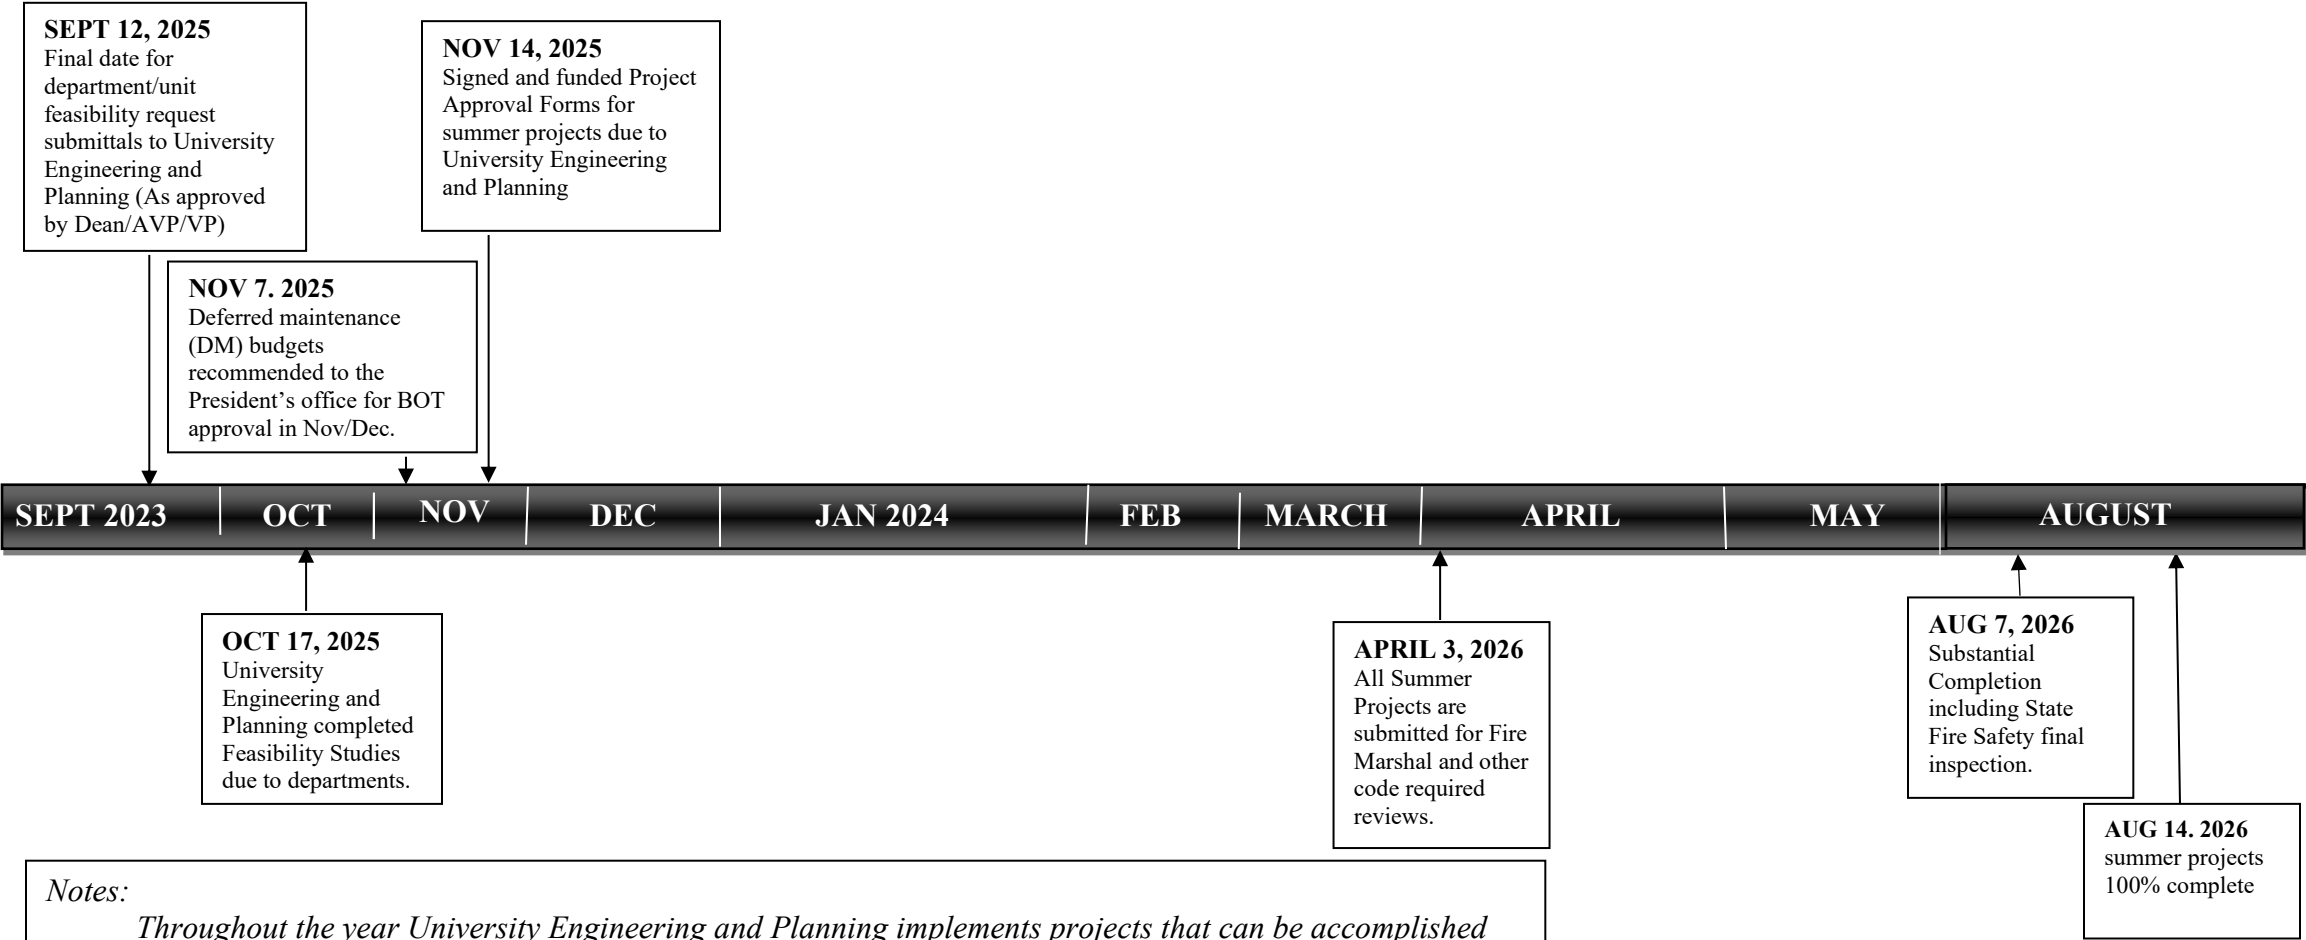 SEPT 12, 2025
Final date for
department/unit
feasibility request
submittals to University
Engineering and
Planning (As approved
by Dean/AVP/VP)
NOV 14, 2025
Signed and funded Project
Approval Forms for
summer projects due to
University Engineering
and Planning
NOV 7. 2025
Deferred maintenance
(DM) budgets
recommended to the
President’s office for BOT
approval in Nov/Dec.
SEPT 2023 OCT NOV DEC JAN 2024 FEB MARCH APRIL MAY AUGUST
OCT 17, 2025
University
Engineering and
Planning completed
Feasibility Studies
due to departments.
APRIL 3, 2026
All Summer
Projects are
submitted for Fire
Marshal and other
code required
reviews.
AUG 7, 2026
Substantial
Completion
including State
Fire Safety final
inspection.
AUG 14. 2026
summer projects
100% complete
Notes:
Throughout the year University Engineering and Planning implements projects that can be accomplished